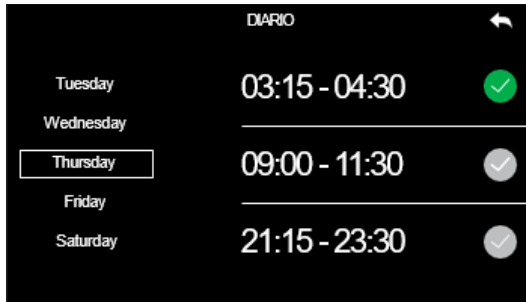 DIARIO
Tuesday
03:15 - 04:30
Wednesday
Thursday
09:00 - 11:30
Friday
Saturday
21:15 - 23:30